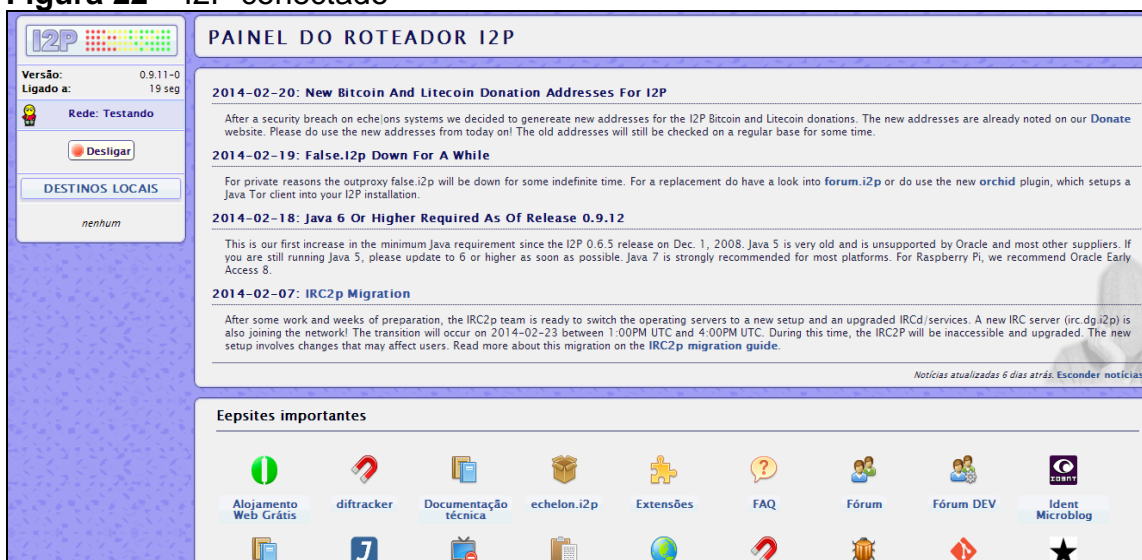 Figura 22 – I2P conectado
I2P
PAINEL DO ROTEADOR I2P
Versão: 0.9.11-0
Ligado a: 19 seg
Rede: Testando
Desligar
DESTINOS LOCAIS
nenhum
2014-02-20: New Bitcoin And Litecoin Donation Addresses For I2P
After a security breach on eche|ons systems we decided to genereate new addresses for the I2P Bitcoin and Litecoin donations. The new addresses are already noted on our Donate
website. Please do use the new addresses from today on! The old addresses will still be checked on a regular base for some time.
2014-02-19: False.I2p Down For A While
For private reasons the outproxy false.i2p will be down for some indefinite time. For a replacement do have a look into forum.i2p or do use the new orchid plugin, which setups a
Java Tor client into your I2P installation.
2014-02-18: Java 6 Or Higher Required As Of Release 0.9.12
This is our first increase in the minimum Java requirement since the I2P 0.6.5 release on Dec. 1, 2008. Java 5 is very old and is unsupported by Oracle and most other suppliers. If
you are still running Java 5, please update to 6 or higher as soon as possible. Java 7 is strongly recommended for most platforms. For Raspberry Pi, we recommend Oracle Early
Access 8.
2014-02-07: IRC2p Migration
After some work and weeks of preparation, the IRC2p team is ready to switch the operating servers to a new setup and an upgraded IRCd/services. A new IRC server (irc.dg.i2p) is
also joining the network! The transition will occur on 2014-02-23 between 1:00PM UTC and 4:00PM UTC. During this time, the IRC2P will be inaccessible and upgraded. The new
setup involves changes that may affect users. Read more about this migration on the IRC2p migration guide.
Notícias atualizadas 6 dias atrás. Esconder notícias
Eepsites importantes
Alojamento Web Grátis
diftracker
Documentação técnica
echelon.i2p
Extensões
FAQ
Fórum
Fórum DEV
Ident Microblog